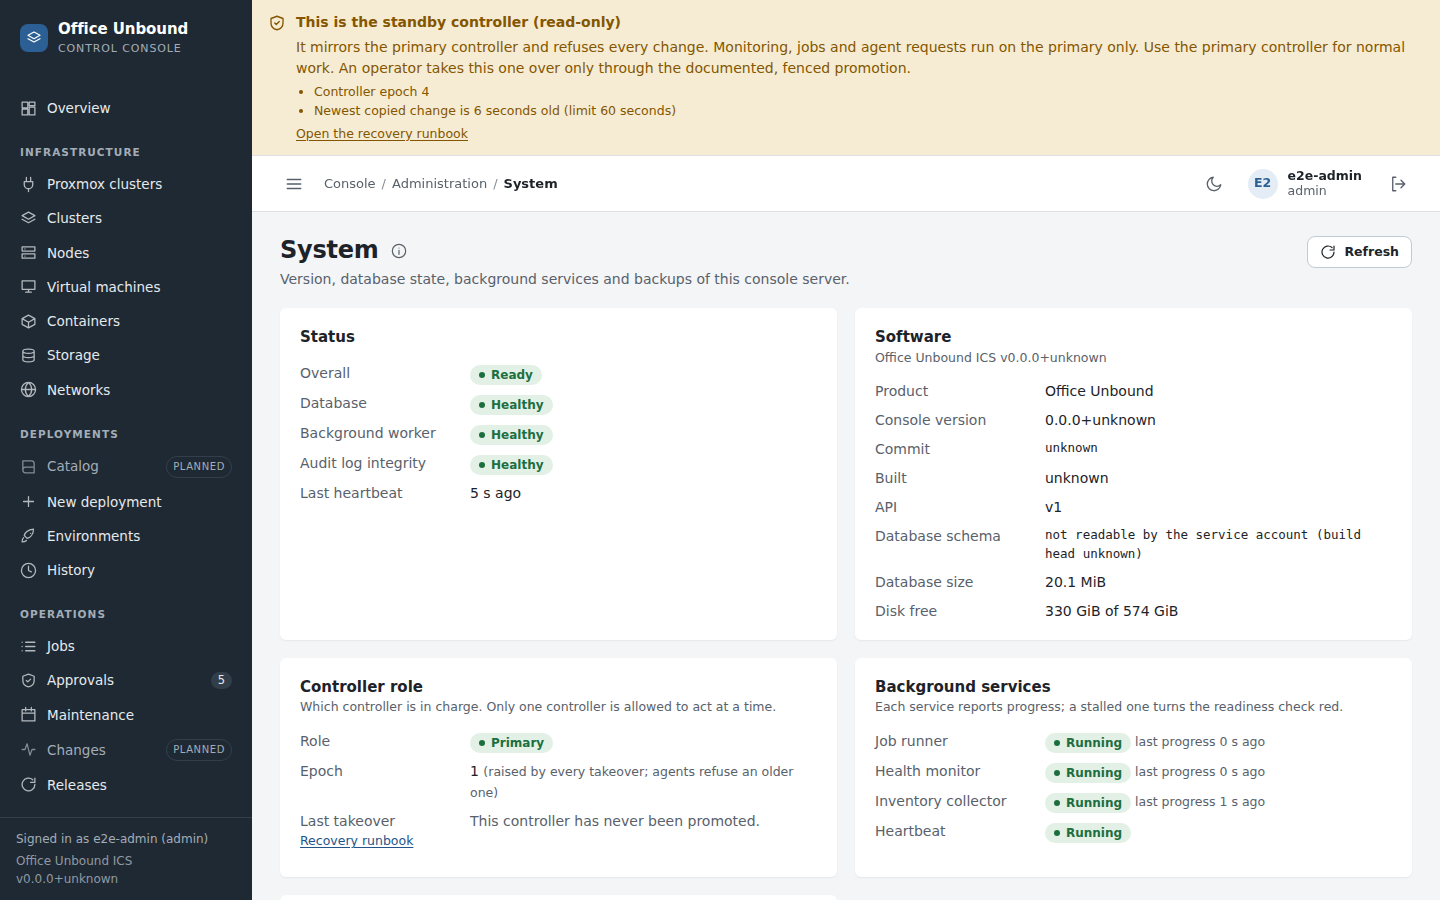 Office Unbound
CONTROL CONSOLE
Overview
INFRASTRUCTURE
Proxmox clusters
Clusters
Nodes
Virtual machines
Containers
Storage
Networks
DEPLOYMENTS
Catalog PLANNED
New deployment
Environments
History
OPERATIONS
Jobs
Approvals 5
Maintenance
Changes PLANNED
Releases
Signed in as e2e-admin (admin)
Office Unbound ICS
v0.0.0+unknown
This is the standby controller (read-only)
It mirrors the primary controller and refuses every change. Monitoring, jobs and agent requests run on the primary only. Use the primary controller for normal
work. An operator takes this one over only through the documented, fenced promotion.
• Controller epoch 4
• Newest copied change is 6 seconds old (limit 60 seconds)
Open the recovery runbook
Console / Administration / System
E2 e2e-admin
admin
System
Refresh
Version, database state, background services and backups of this console server.
Status
Overall Ready
Database Healthy
Background worker Healthy
Audit log integrity Healthy
Last heartbeat 5 s ago
Software
Office Unbound ICS v0.0.0+unknown
Product Office Unbound
Console version 0.0.0+unknown
Commit unknown
Built unknown
API v1
Database schema not readable by the service account (build
head unknown)
Database size 20.1 MiB
Disk free 330 GiB of 574 GiB
Controller role
Which controller is in charge. Only one controller is allowed to act at a time.
Role Primary
Epoch 1 (raised by every takeover; agents refuse an older
one)
Last takeover This controller has never been promoted.
Recovery runbook
Background services
Each service reports progress; a stalled one turns the readiness check red.
Job runner Running last progress 0 s ago
Health monitor Running last progress 0 s ago
Inventory collector Running last progress 1 s ago
Heartbeat Running